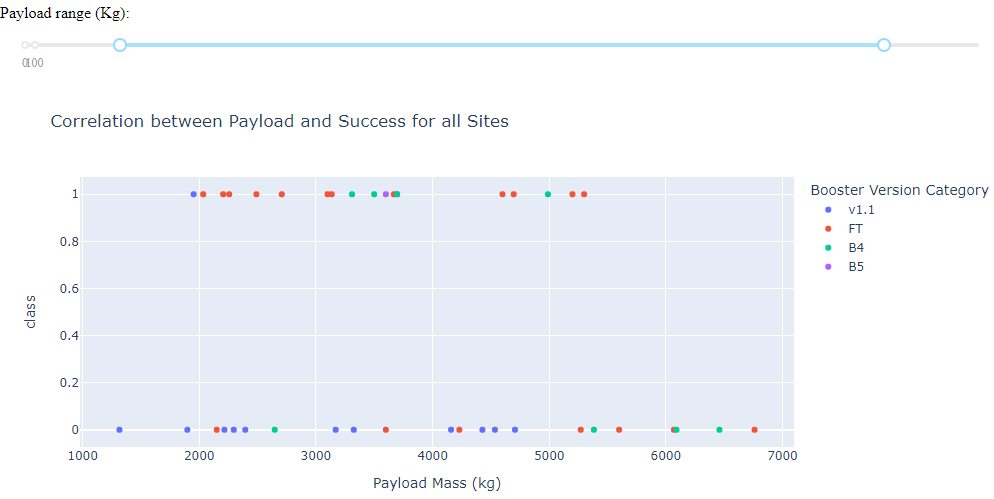 Payload range (Kg):
0 100
Correlation between Payload and Success for all Sites
Booster Version Category
v1.1
FT
B4
B5
1
0.8
0.6
0.4
0.2
0
class
1000 2000 3000 4000 5000 6000 7000
Payload Mass (kg)